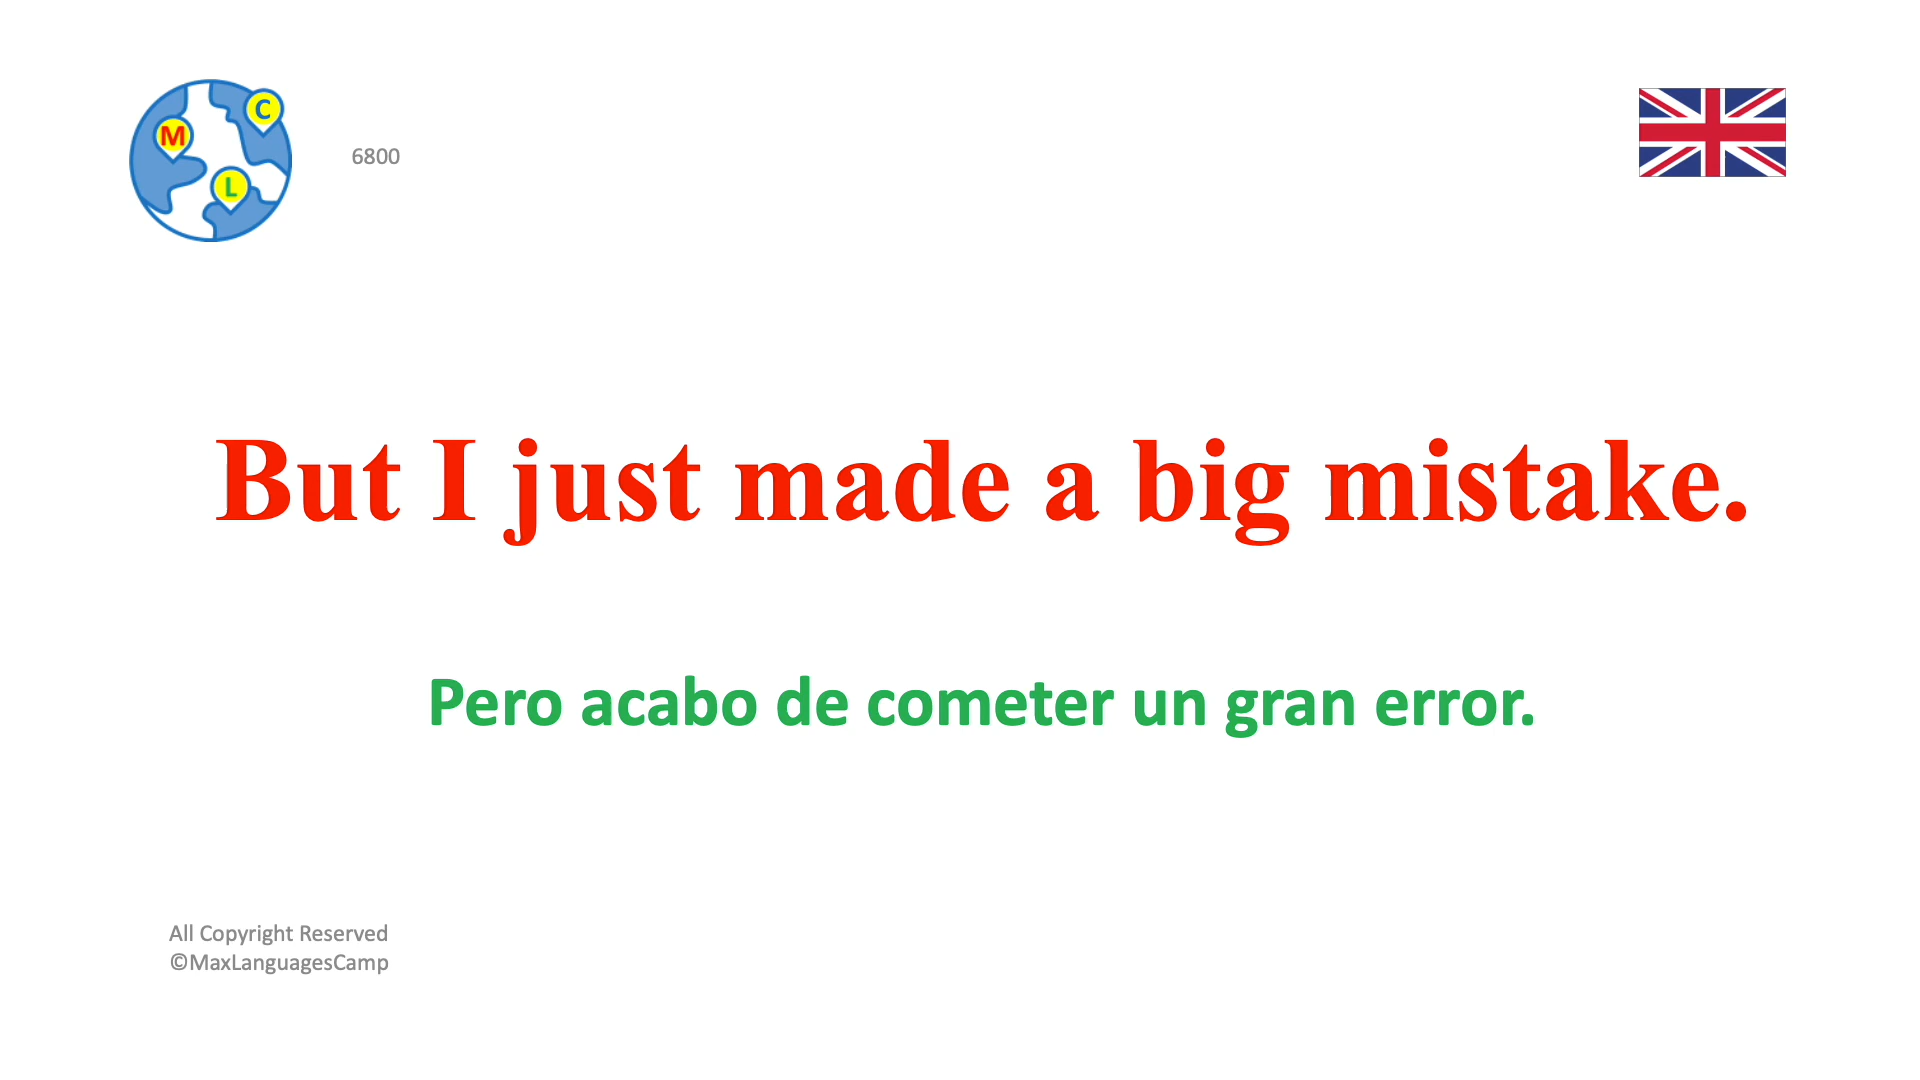 C
M
L
6800
But I just made a big mistake.
Pero acabo de cometer un gran error.
All Copyright Reserved
©MaxLanguagesCamp